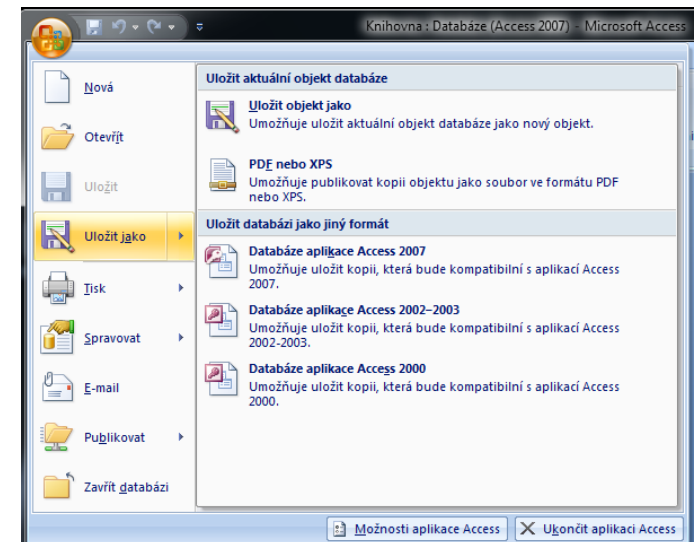 Knihovna : Databáze (Access 2007) - Microsoft Access
Nová
Otevřít
Uložit
Uložit jako
Tisk
Spravovat
E-mail
Publikovat
Zavřít databázi
Uložit aktuální objekt databáze
Uložit objekt jako
Umožňuje uložit aktuální objekt databáze jako nový objekt.
PDF nebo XPS
Umožňuje publikovat kopii objektu jako soubor ve formátu PDF
nebo XPS.
Uložit databázi jako jiný formát
Databáze aplikace Access 2007
Umožňuje uložit kopii, která bude kompatibilní s aplikací Access
2007.
Databáze aplikace Access 2002–2003
Umožňuje uložit kopii, která bude kompatibilní s aplikací Access
2002-2003.
Databáze aplikace Access 2000
Umožňuje uložit kopii, která bude kompatibilní s aplikací Access
2000.
Možnosti aplikace Access
Ukončit aplikaci Access